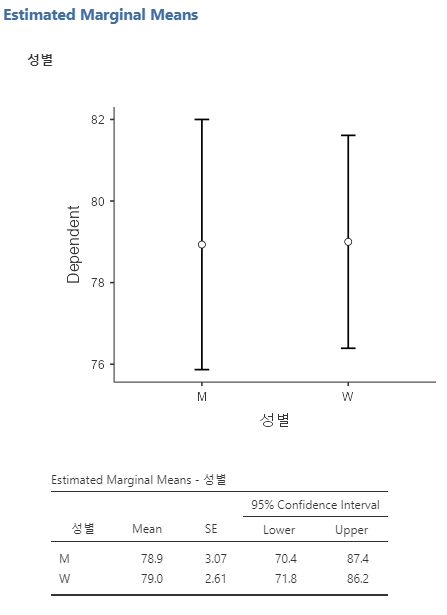 Estimated Marginal Means
성별
82
80
78
76
Dependent
M W
성별
Estimated Marginal Means - 성별
95% Confidence Interval
성별 Mean SE Lower Upper
M 78.9 3.07 70.4 87.4
W 79.0 2.61 71.8 86.2